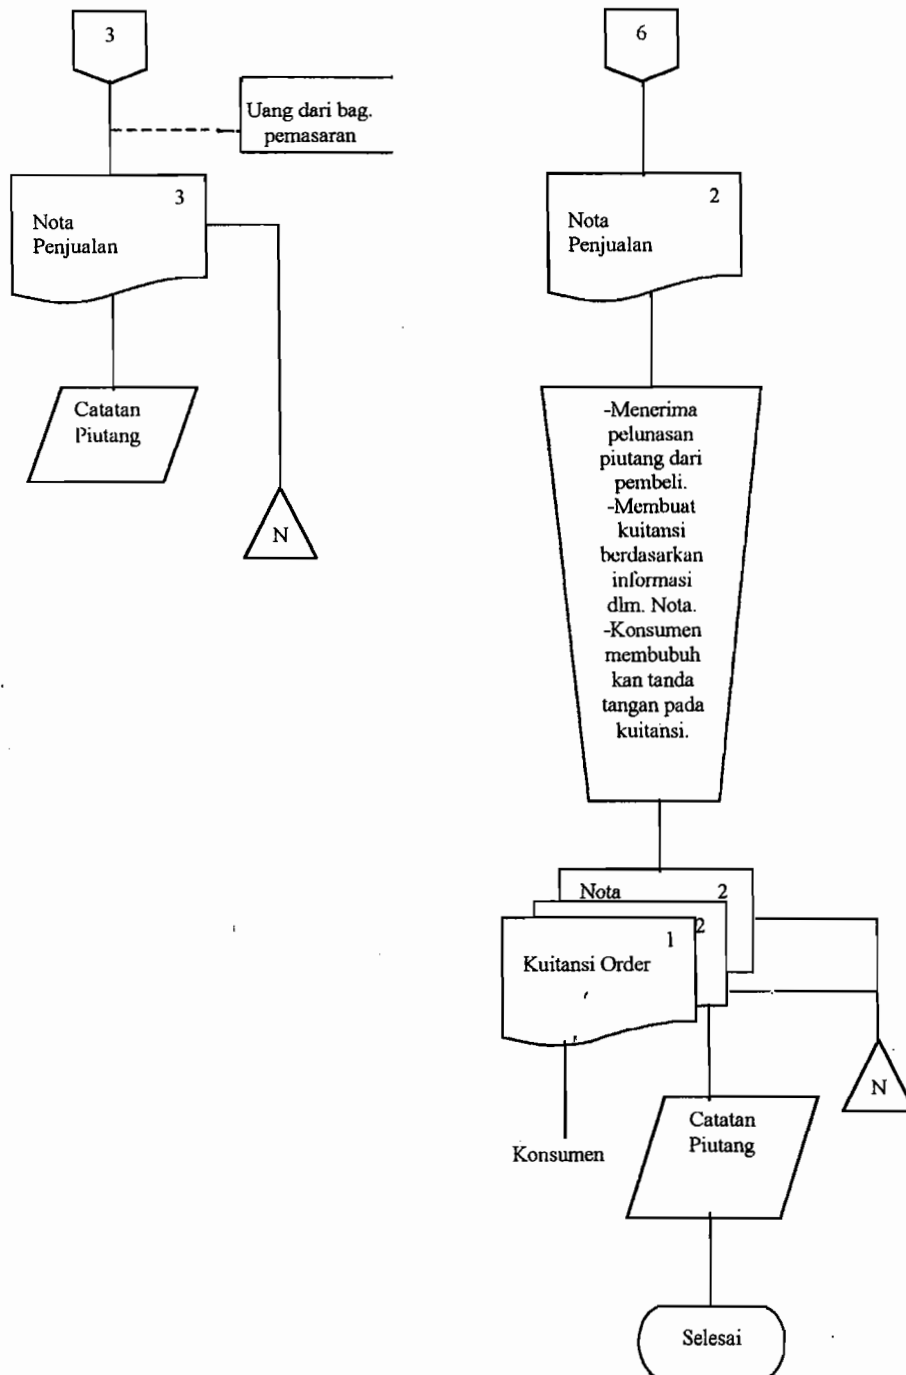 3
Uang dari bag.
pemasaran
3
Nota
Penjualan
Catatan
Piutang
N
6
2
Nota
Penjualan
-Menerima
pelunasan
piutang dari
pembeli.
-Membuat
kuitansi
berdasarkan
informasi
dlm. Nota.
-Konsumen
membubuh
kan tanda
tangan pada
kuitansi.
Nota 2
2
1
Kuitansi Order
N
Konsumen
Catatan
Piutang
Selesai